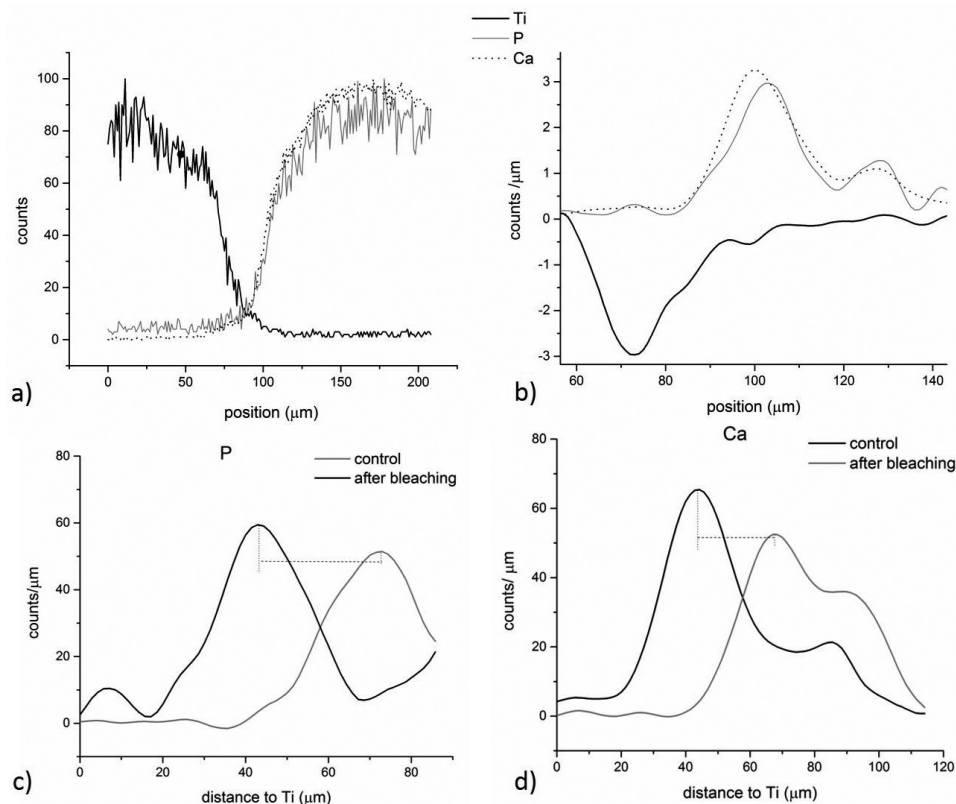 Ti
P
Ca
100
80
60
40
20
0
counts
0 50 100 150 200
position (μm)
a)
3
2
1
0
-1
-2
-3
counts /μm
60 80 100 120 140
position (μm)
b)
P
control
after bleaching
80
60
40
20
0
counts/μm
0 20 40 60 80
distance to Ti (μm)
c)
Ca
control
after bleaching
80
60
40
20
0
counts/ μm
0 20 40 60 80 100 120
distance to Ti (μm)
d)